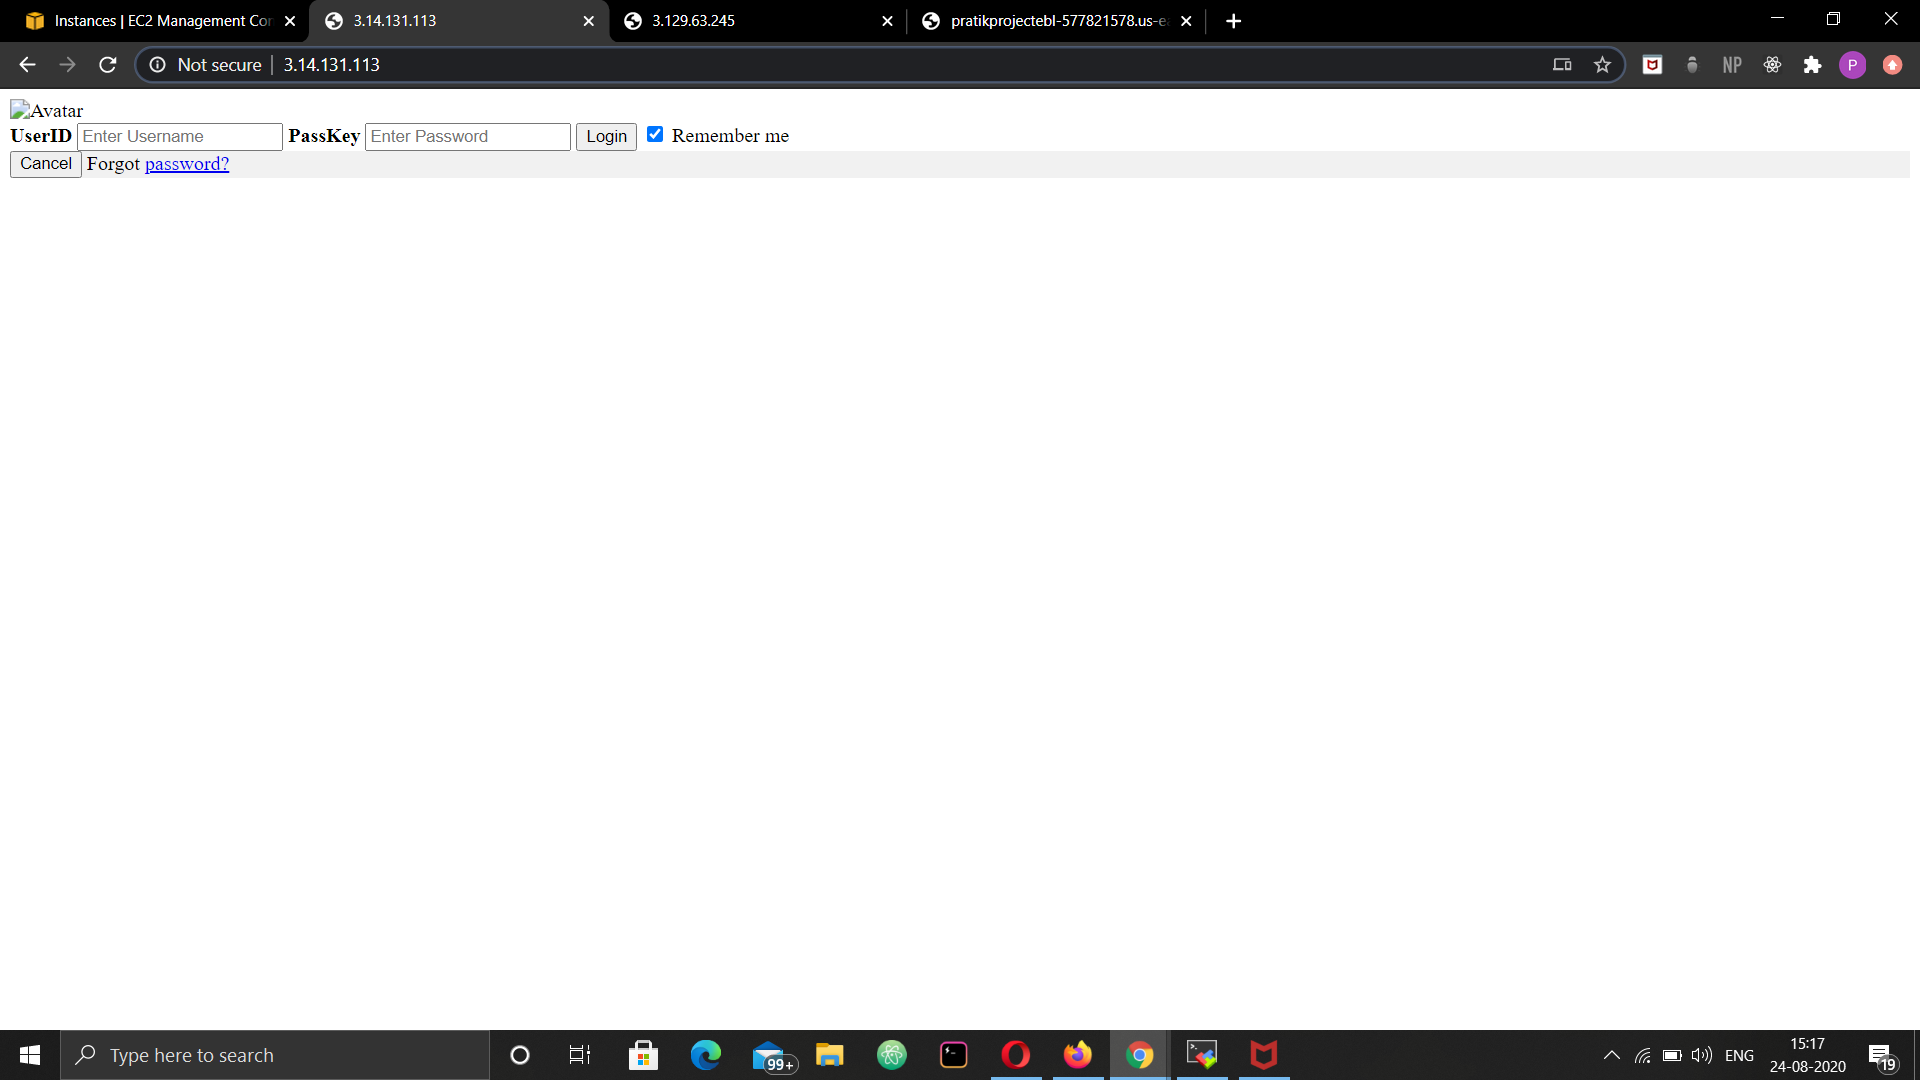 Instances | EC2 Management Con
3.14.131.113
3.129.63.245
pratikprojectebl-577821578.us-ea
Not secure
3.14.131.113
NP
P
Avatar
UserID Enter Username PassKey Enter Password Login Remember me
Cancel Forgot password?
Type here to search
99+
ENG
15:17
24-08-2020
19